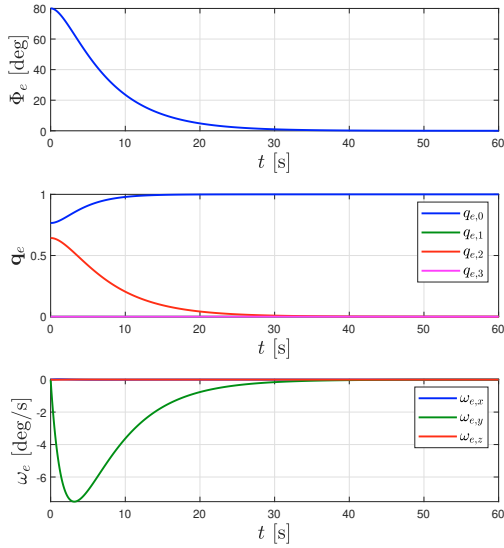 80
60
40
20
0
Φe [deg]
0 10 20 30 40 50 60
t [s]
1
0.5
0
qe
qe,0
qe,1
qe,2
qe,3
0 10 20 30 40 50 60
t [s]
0
-2
-4
-6
ωe [deg/s]
ωe,x
ωe,y
ωe,z
0 10 20 30 40 50 60
t [s]